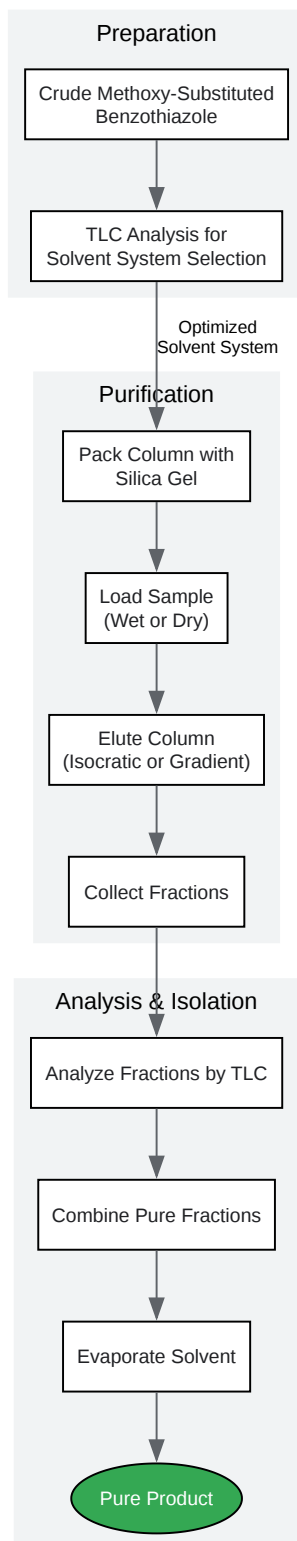 Preparation
Crude Methoxy-Substituted
Benzothiazole
TLC Analysis for
Solvent System Selection
Optimized
Solvent System
Purification
Pack Column with
Silica Gel
Load Sample
(Wet or Dry)
Elute Column
(Isocratic or Gradient)
Collect Fractions
Analysis & Isolation
Analyze Fractions by TLC
Combine Pure Fractions
Evaporate Solvent
Pure Product